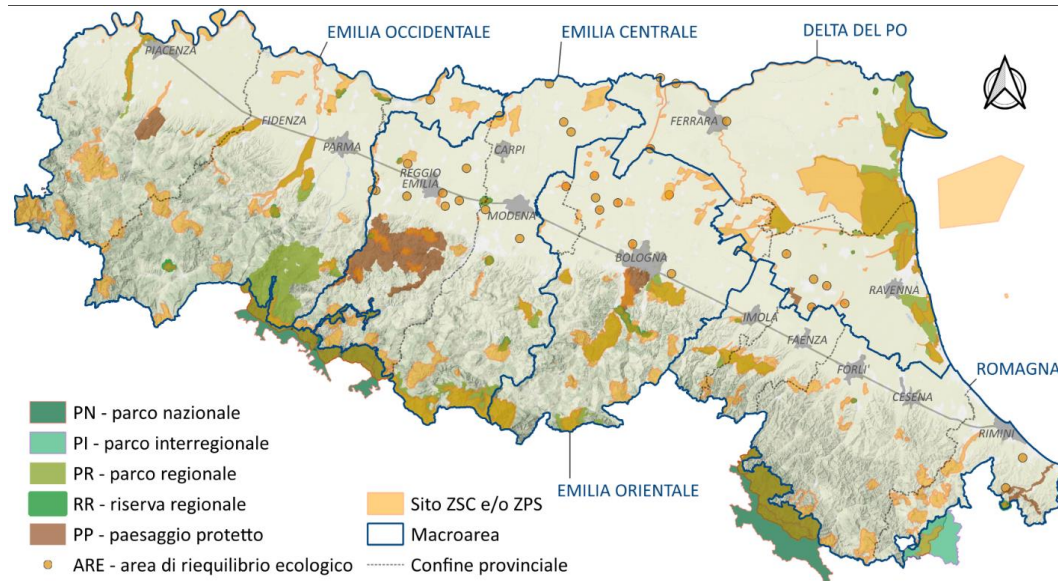 EMILIA OCCIDENTALE
EMILIA CENTRALE
DELTA DEL PO
PIACENZA
FIDENZA
PARMA
REGGIO
EMILIA
CARPI
MODENA
FERRARA
BOLOGNA
IMOLA
FAENZA
FORLI'
CESENA
RAVENNA
RIMINI
ROMAGNA
EMILIA ORIENTALE
PN - parco nazionale
PI - parco interregionale
PR - parco regionale
RR - riserva regionale
PP - paesaggio protetto
ARE - area di riequilibrio ecologico
Sito ZSC e/o ZPS
Macroarea
Confine provinciale